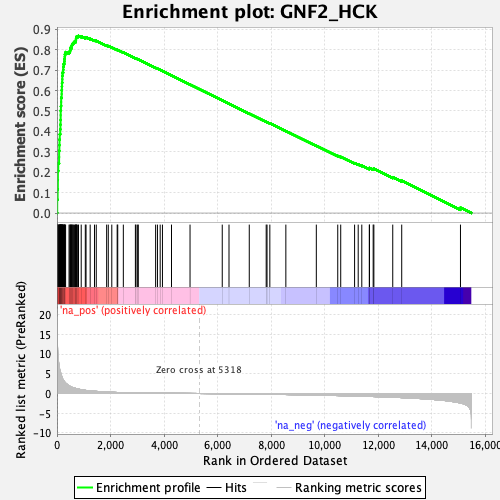 Enrichment plot: GNF2_HCK
Enrichment score (ES)
0.9
0.8
0.7
0.6
0.5
0.4
0.3
0.2
0.1
0.0
'na_pos' (positively correlated)
Ranked list metric (PreRanked)
20
15
10
5
0
-5
-10
Zero cross at 5318
'na_neg' (negatively correlated)
0 2,000 4,000 6,000 8,000 10,000 12,000 14,000 16,000
Rank in Ordered Dataset
Enrichment profile Hits Ranking metric scores